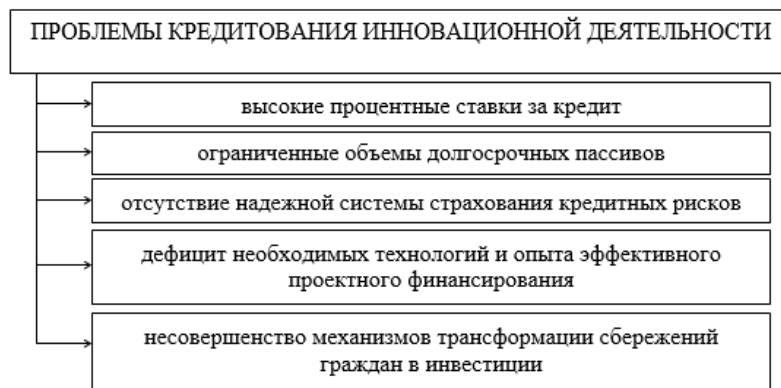 ПРОБЛЕМЫ КРЕДИТОВАНИЯ ИННОВАЦИОННОЙ ДЕЯТЕЛЬНОСТИ
высокие процентные ставки за кредит
ограниченные объемы долгосрочных пассивов
отсутствие надежной системы страхования кредитных рисков
дефицит необходимых технологий и опыта эффективного
проектного финансирования
несовершенство механизмов трансформации сбережений
граждан в инвестиции